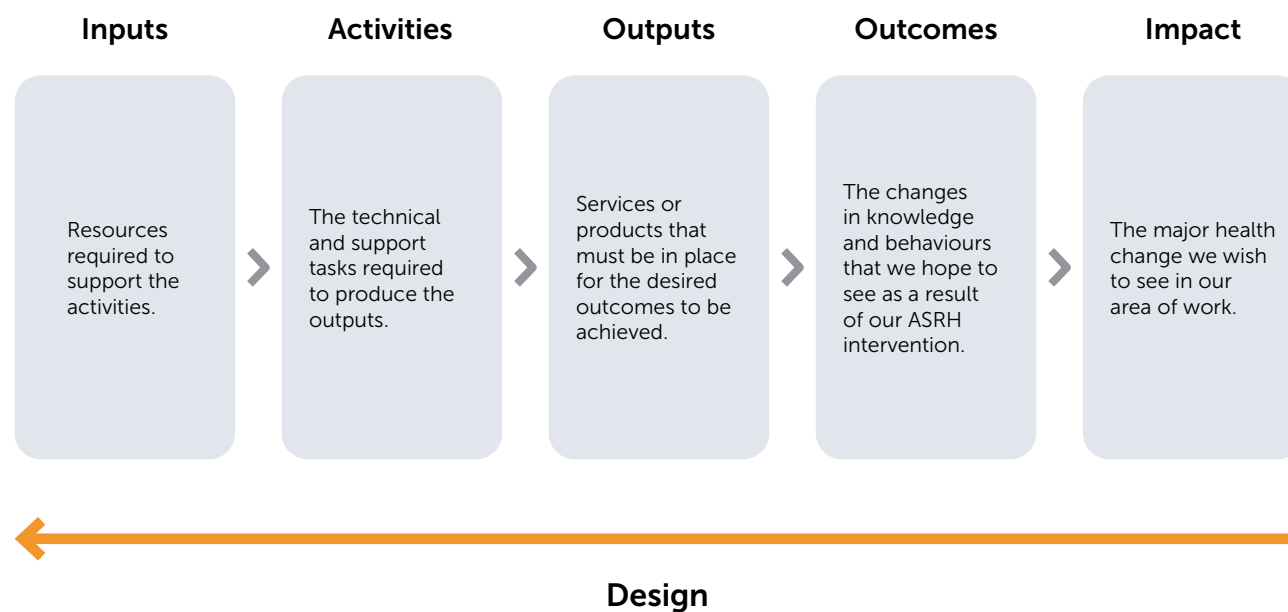 Inputs
Activities
Outputs
Outcomes
Impact
Resources
required to
support the
activities.
The technical
and support
tasks required
to produce the
outputs.
Services or
products that
must be in place
for the desired
outcomes to be
achieved.
The changes
in knowledge
and behaviours
that we hope to
see as a result
of our ASRH
intervention.
The major health
change we wish
to see in our
area of work.
Design